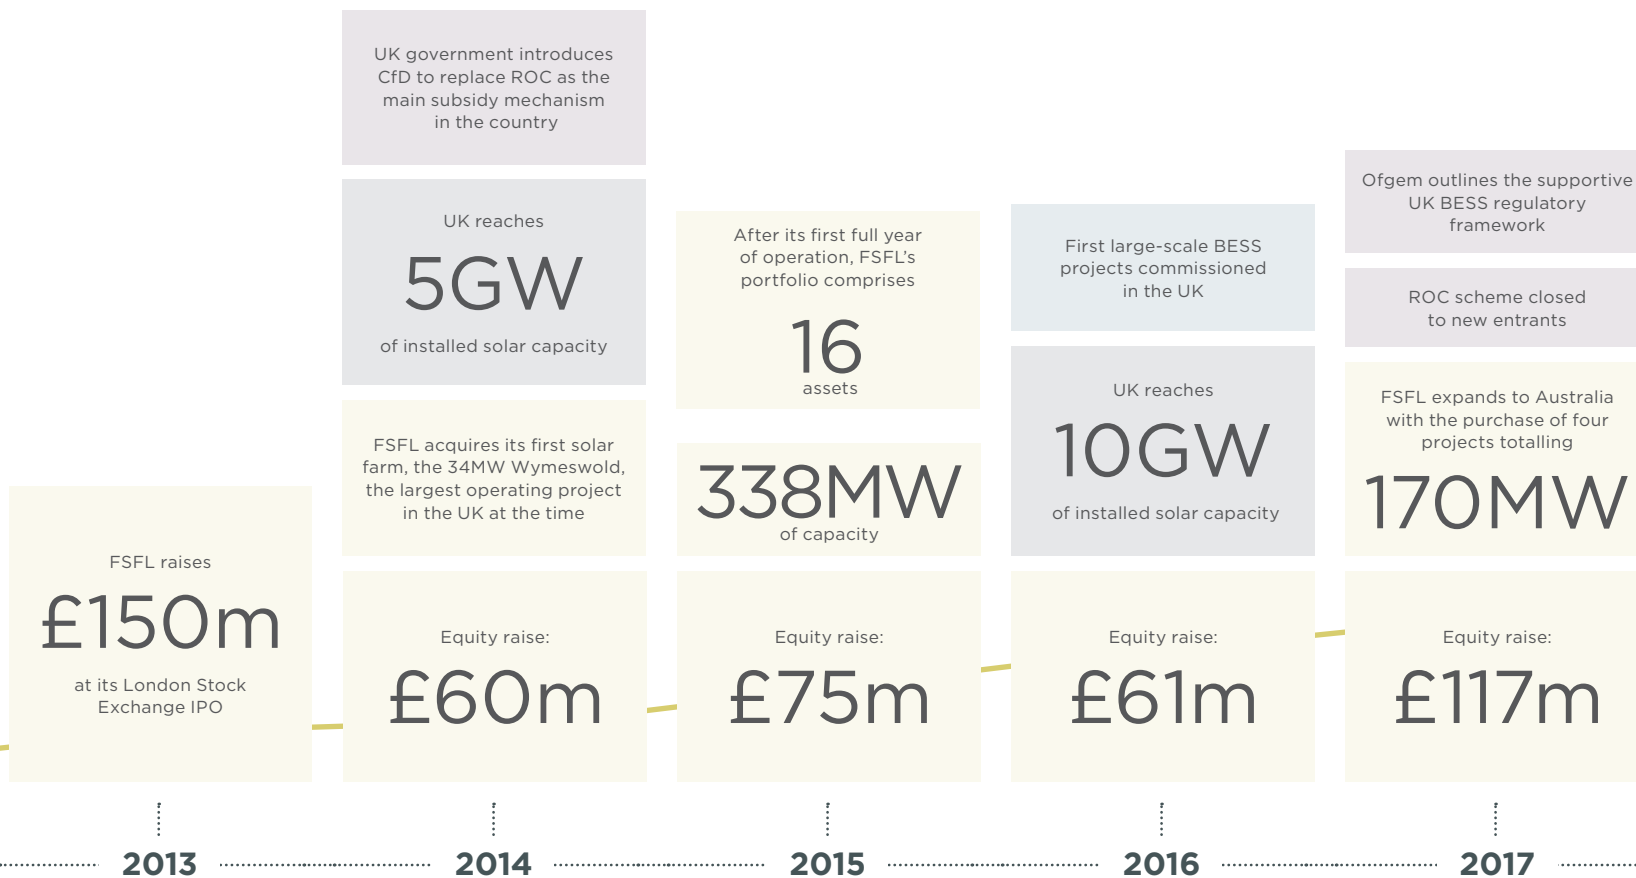 FSFL raises
£150m
at its London Stock
Exchange IPO
2013
UK government introduces
CfD to replace ROC as the
main subsidy mechanism
in the country
UK reaches
5GW
of installed solar capacity
FSFL acquires its first solar
farm, the 34MW Wymeswold,
the largest operating project
in the UK at the time
Equity raise:
£60m
2014
After its first full year
of operation, FSFL’s
portfolio comprises
16
assets
338MW
of capacity
Equity raise:
£75m
2015
First large-scale BESS
projects commissioned
in the UK
UK reaches
10GW
of installed solar capacity
Equity raise:
£61m
2016
Ofgem outlines the supportive
UK BESS regulatory
framework
ROC scheme closed
to new entrants
FSFL expands to Australia
with the purchase of four
projects totalling
170MW
Equity raise:
£117m
2017